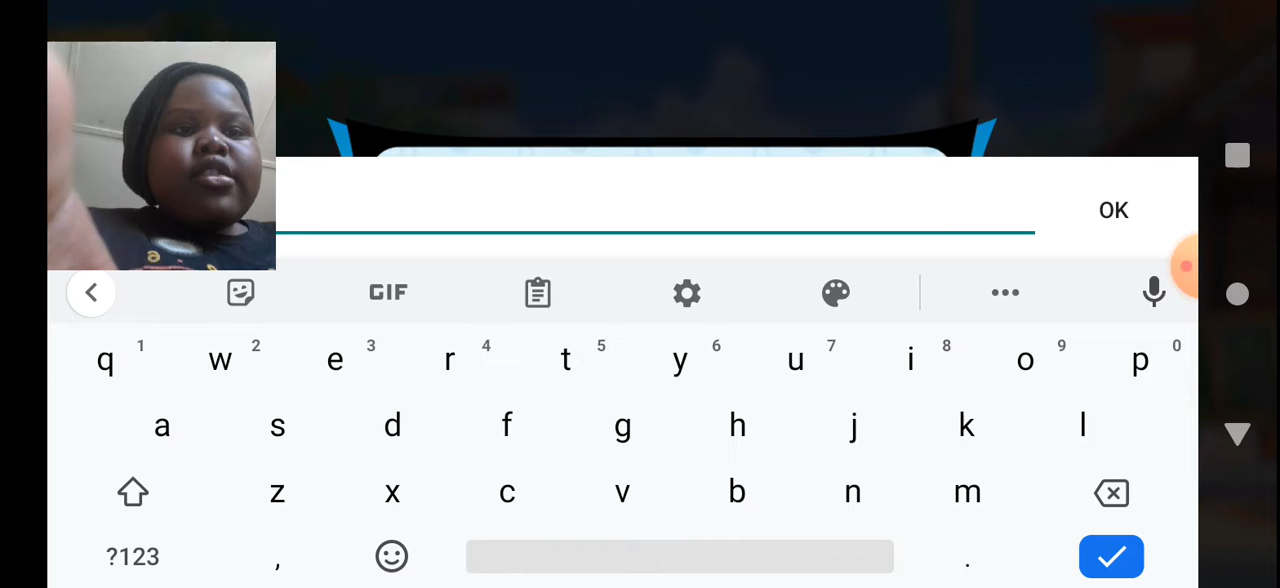 OK
GIF
q 1 w 2 e 3 r 4 t 5 y 6 u 7 i 8 o 9 p 0
a s d f g h j k l
z x c v b n m
?123 , .